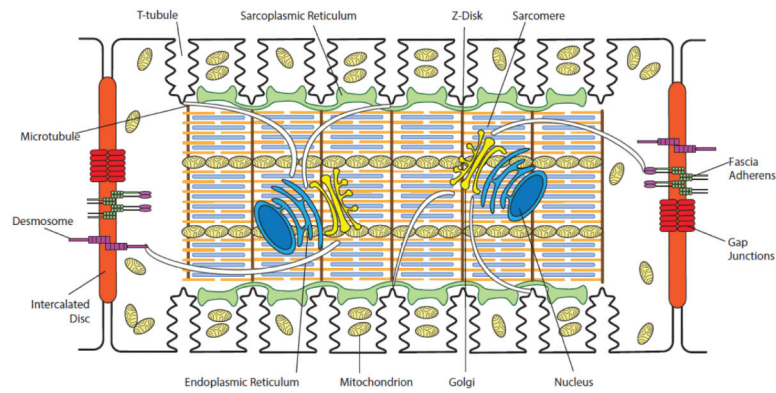 T-tubule
Sarcoplasmic Reticulum
Z-Disk
Sarcomere
Microtubule
Fascia
Adherens
Desmosome
Gap
Junctions
Intercalated
Disc
Endoplasmic Reticulum
Mitochondrion
Golgi
Nucleus